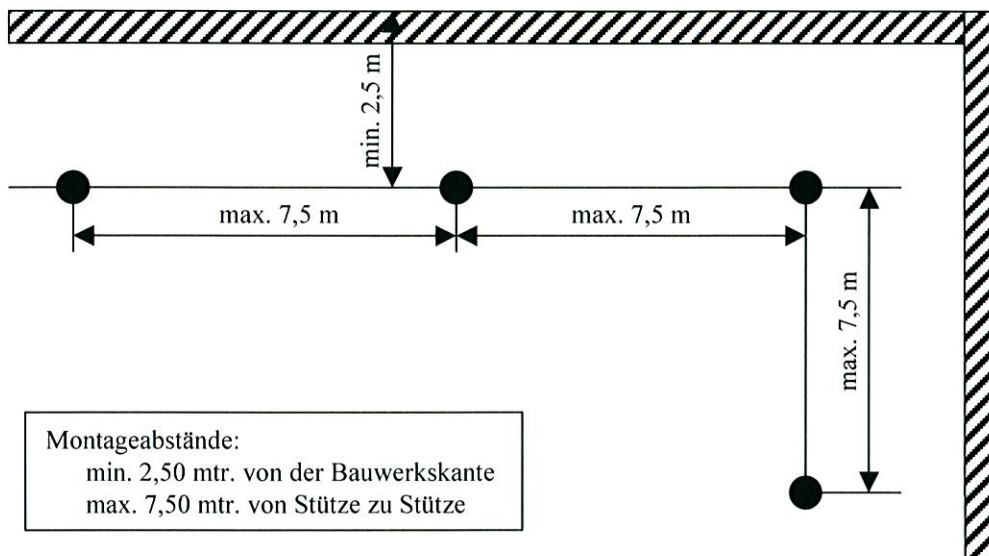 min. 2,5 m
max. 7,5 m
max. 7,5 m
max. 7,5 m
Montageabstände:
min. 2,50 mtr. von der Bauwerkskante
max. 7,50 mtr. von Stütze zu Stütze